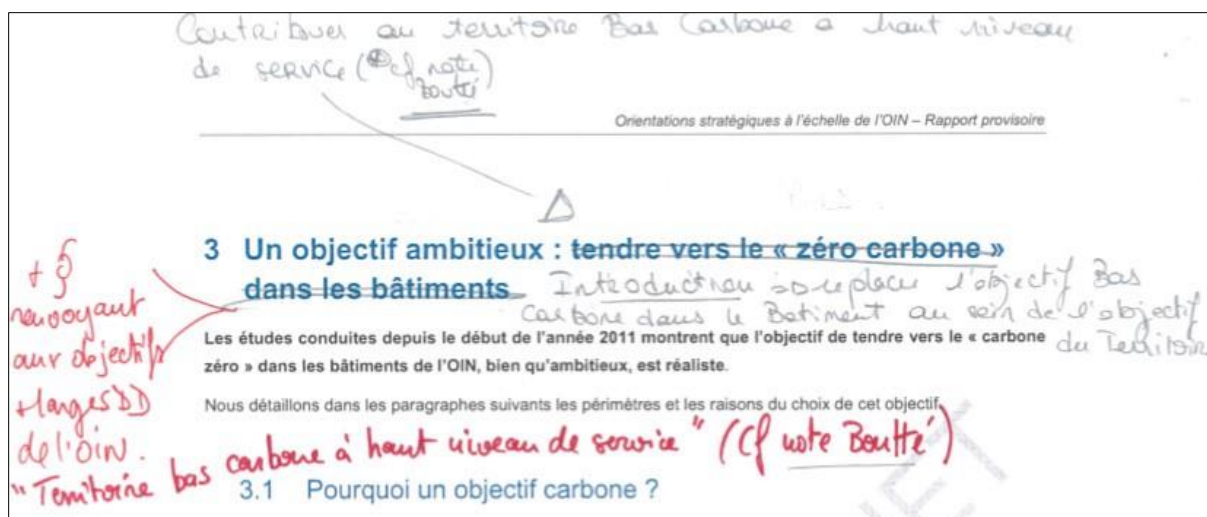 Contribuer au territoire Bas Carbone a haut niveau
de service (cf note
Boutté)
Orientations stratégiques à l'échelle de l'OIN – Rapport provisoire
3 Un objectif ambitieux : tendre vers le « zéro carbone »
dans les bâtiments
Introduction replacer l'objectif Bas
Carbone dans le Batiment au sein de l'objectif
du Territoire
+ §
renvoyant
aux objectifs
+ larges DD
de l'OIN.
"Territoire bas carbone à haut niveau de service" (Cf note Boutté)
Les études conduites depuis le début de l'année 2011 montrent que l'objectif de tendre vers le « carbone
zéro » dans les bâtiments de l'OIN, bien qu'ambitieux, est réaliste.
Nous détaillons dans les paragraphes suivants les périmètres et les raisons du choix de cet objectif.
3.1 Pourquoi un objectif carbone ?